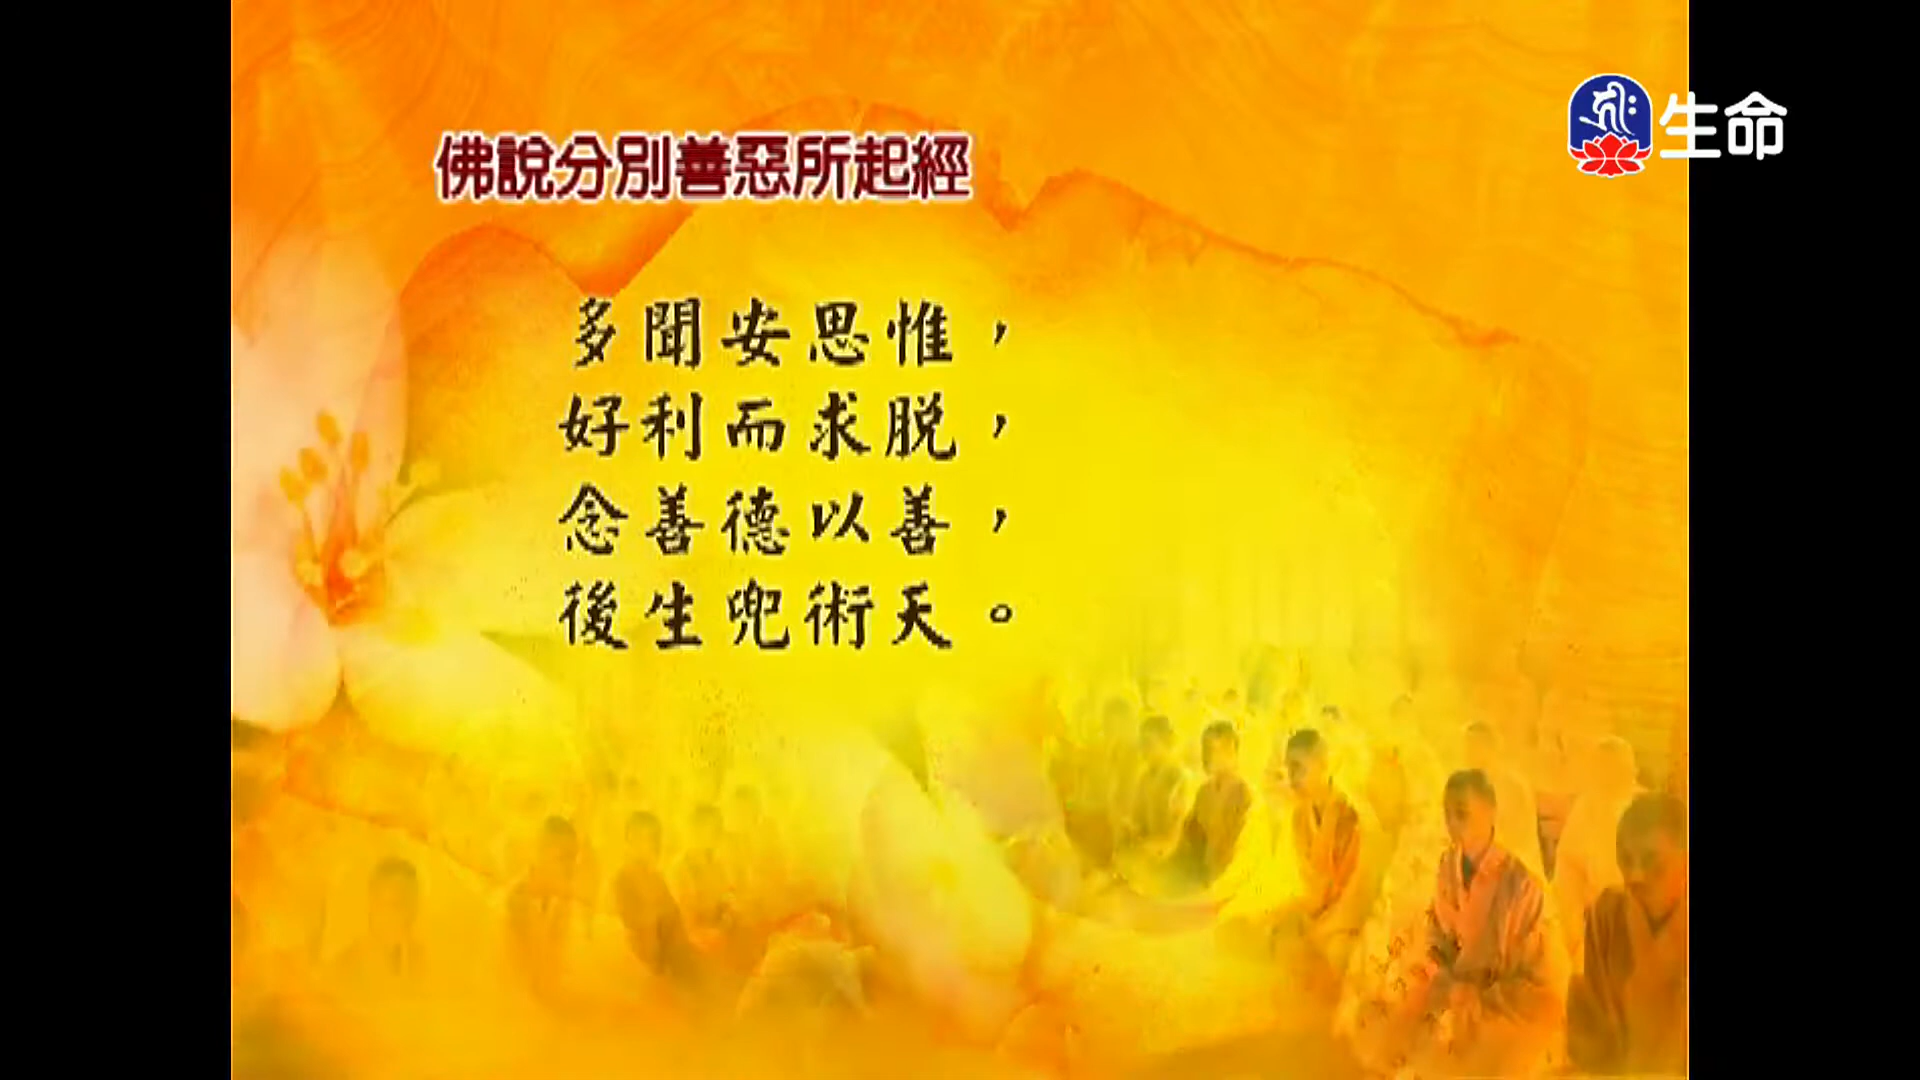 佛說分別善惡所起經
生命
多聞安思惟，
好利而求脱，
念善德以善，
後生兜術天。